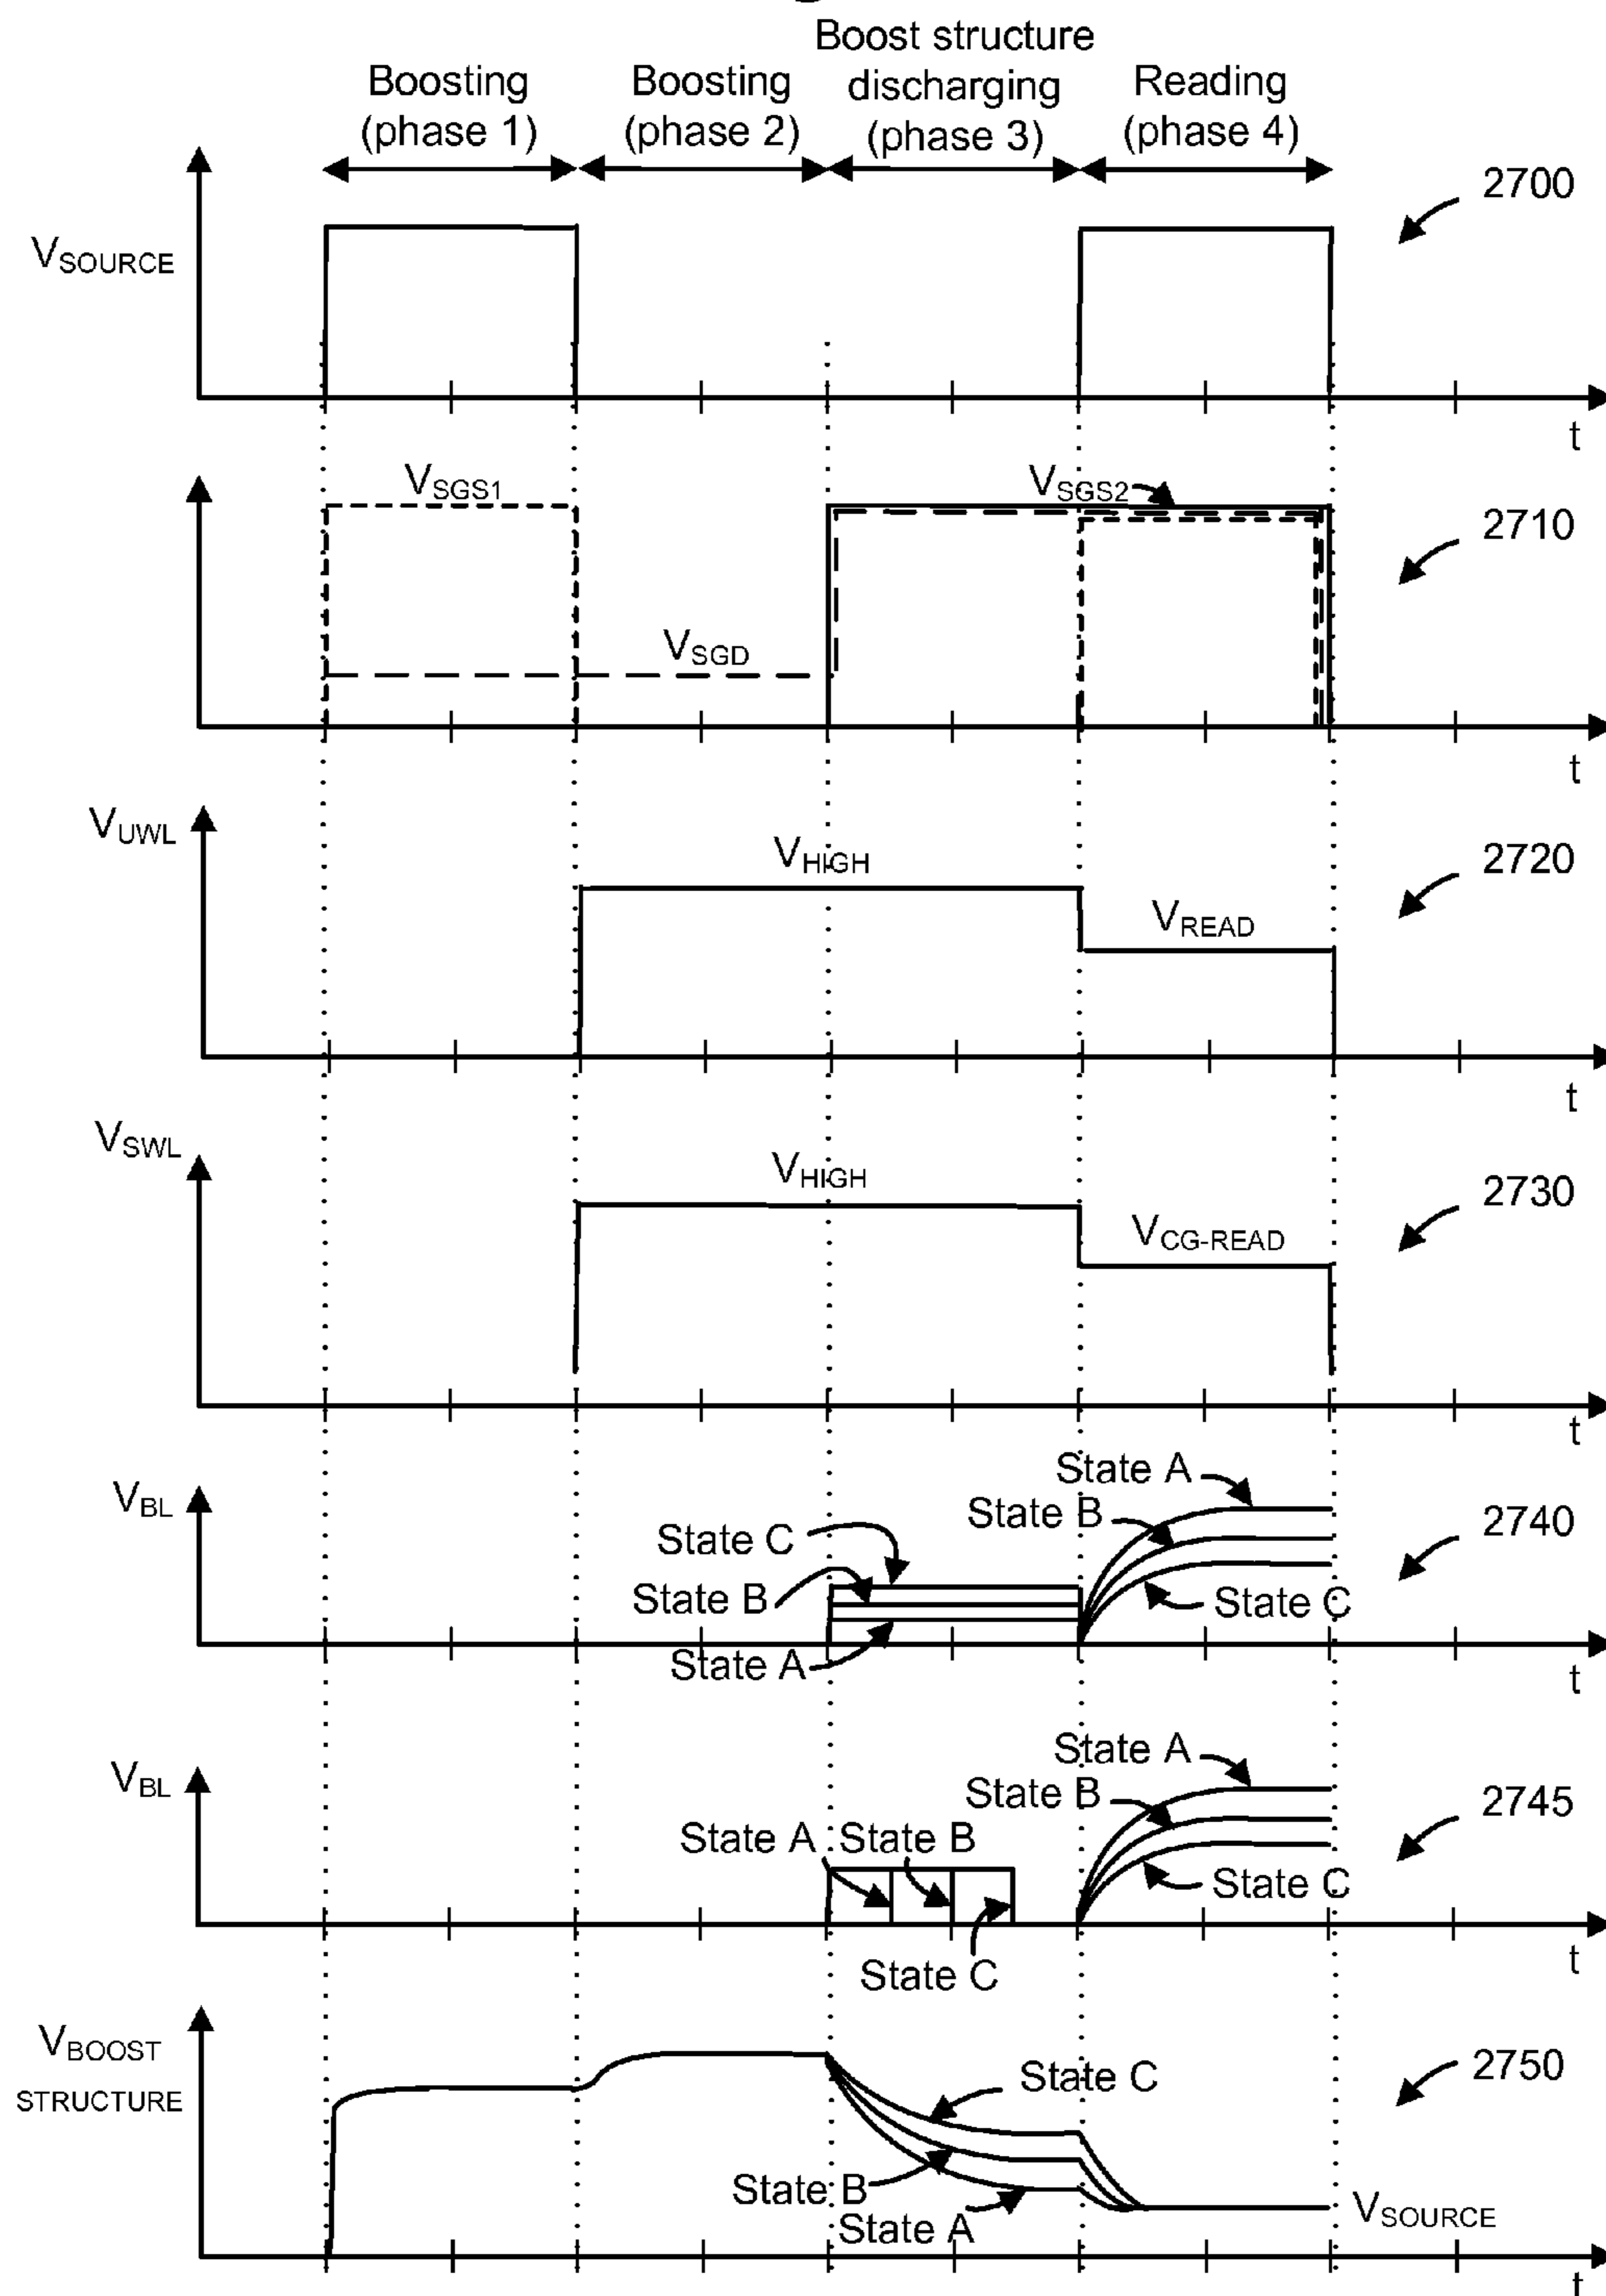 Boosting
(phase 1)
Boosting
(phase 2)
Boost structure
discharging
(phase 3)
Reading
(phase 4)
2700
VSOURCE
t
VSGS1
VSGS2
2710
VSGD
t
VUWL
VHIGH
2720
VREAD
t
VSWL
VHIGH
2730
VCG-READ
t
VBL
State A
State B
2740
State C
State B
State C
State A
t
VBL
State A
State B
2745
State A
State B
State C
State C
t
VBOOST
STRUCTURE
2750
State C
State B
State A
VSOURCE
t